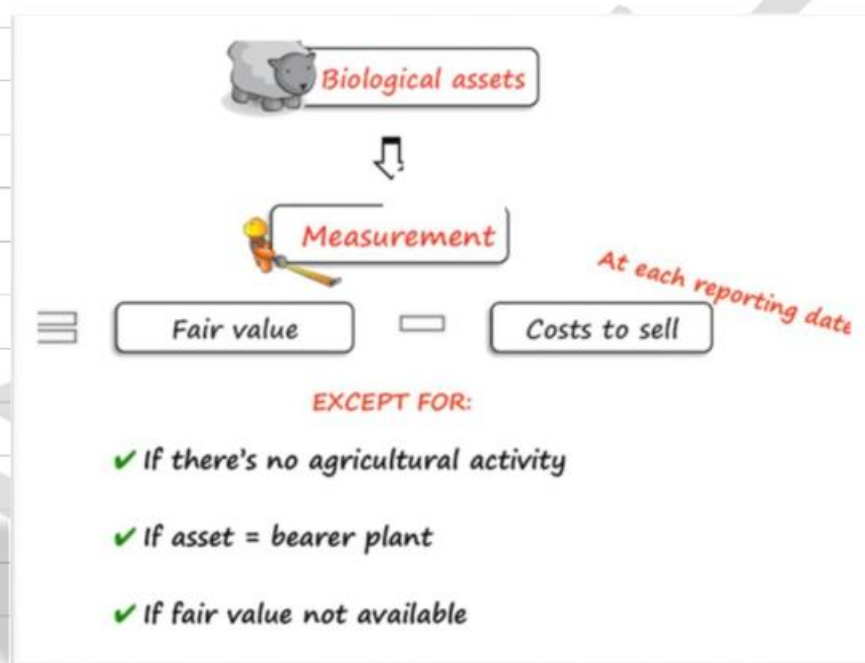 Biological assets
Measurement
At each reporting date
Fair value
Costs to sell
EXCEPT FOR:
✔ If there's no agricultural activity
✔ If asset = bearer plant
✔ If fair value not available